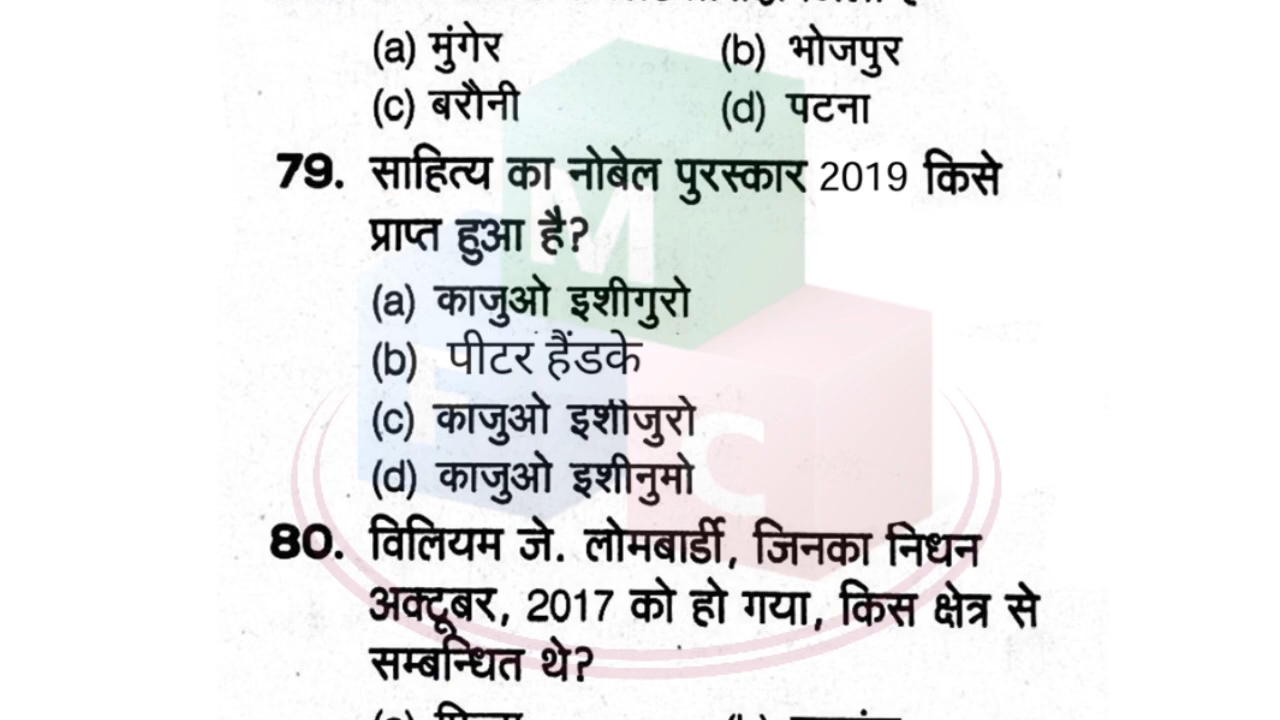 (a) मुंगेर (b) भोजपुर
(c) बरौनी (d) पटना
79. साहित्य का नोबेल पुरस्कार 2019 किसे
प्राप्त हुआ है?
(a) काजुओ इशीगुरो
(b) पीटर हैंडके
(c) काजुओ इशीजुरो
(d) काजुओ इशीनुमो
80. विलियम जे. लोमबार्डी, जिनका निधन
अक्टूबर, 2017 को हो गया, किस क्षेत्र से
सम्बन्धित थे?
M
E
C